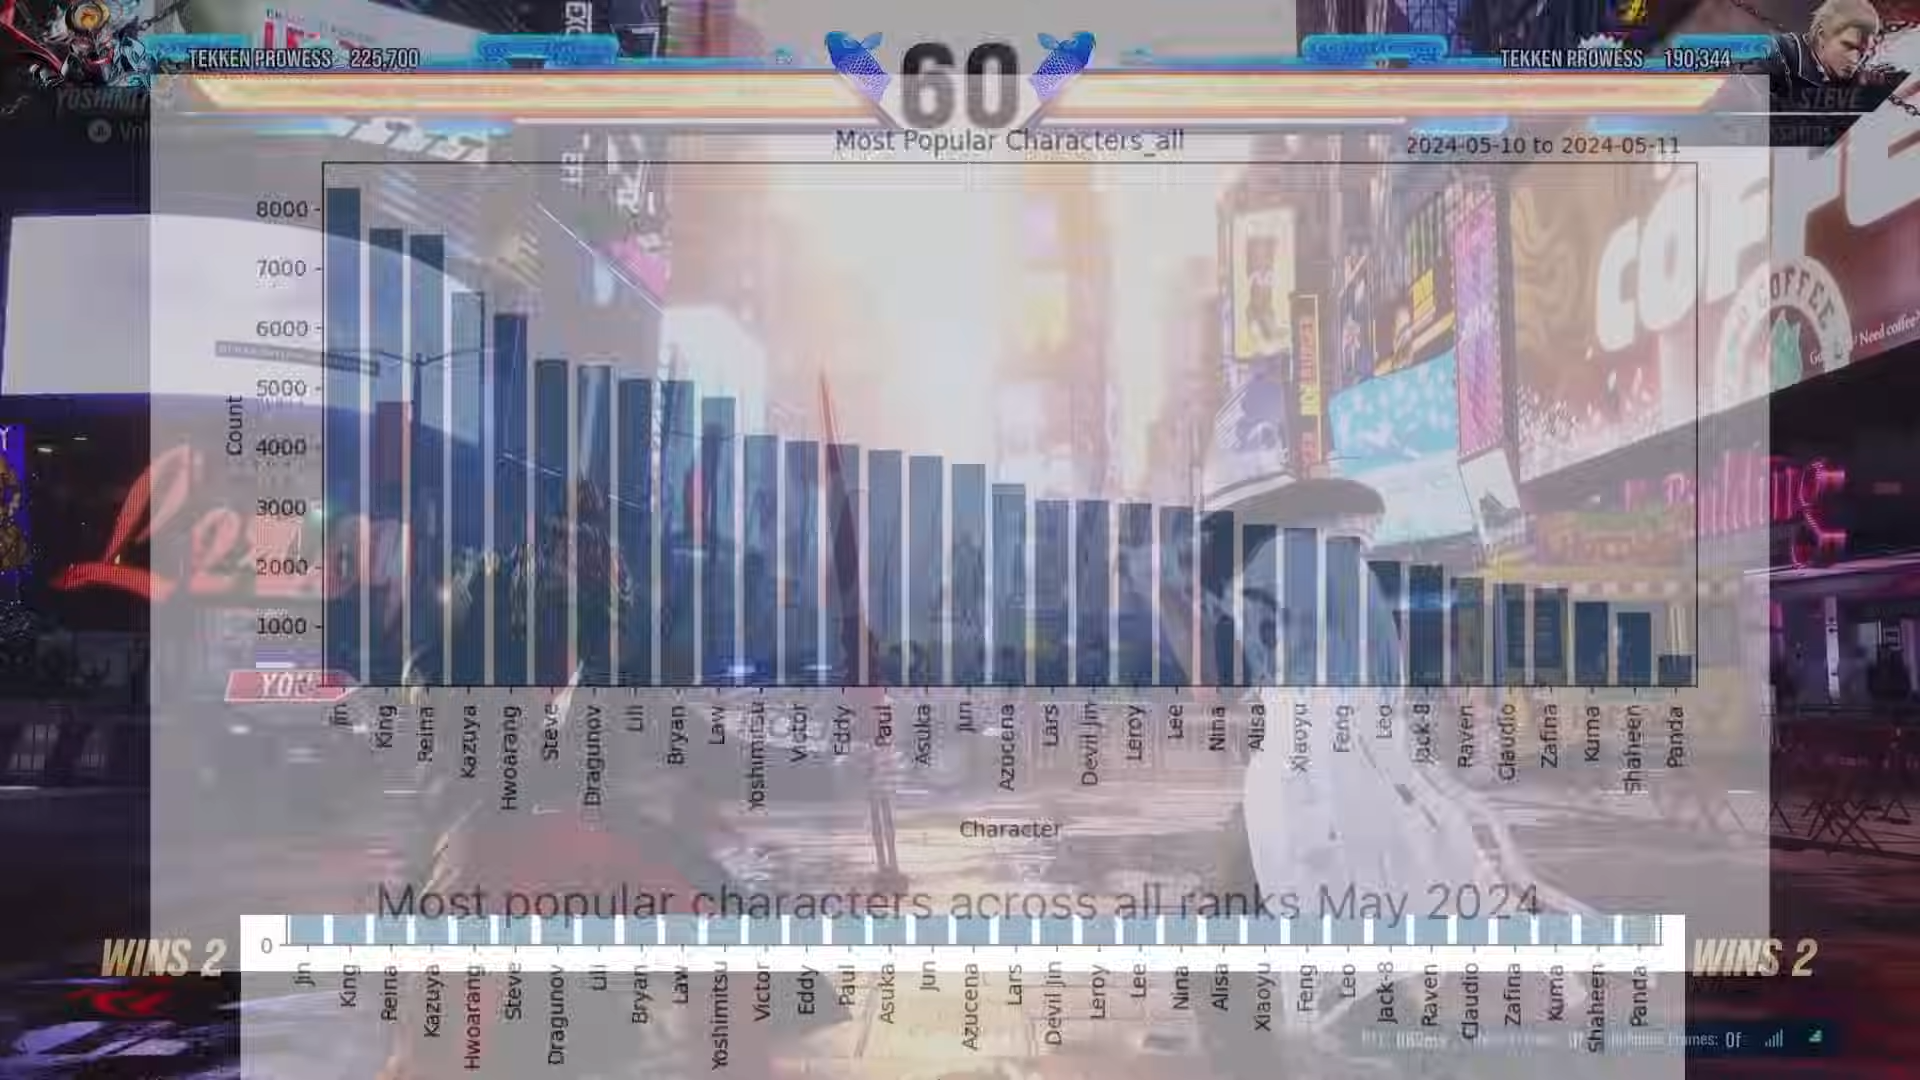 TEKKEN PROWESS 225,700
60
TEKKEN PROWESS 190,344
STEVE
Most Popular Characters_all
2024-05-10 to 2024-05-11
8000
7000
6000
5000
4000
3000
2000
1000
Count
COFFEE
Need coffee?
YOU
Jin King Reina Kazuya Hwoarang Steve Dragunov Lili Bryan Law Yoshimitsu Victor Eddy Paul Asuka Jun Azucena Lars Devil Jin Leroy Lee Nina Alisa Xiaoyu Feng Leo Jack-8 Raven Claudio Zafina Kuma Shaheen Panda
Character
Most popular characters across all ranks May 2024
WINS 2
0
WINS 2
Jin King Reina Kazuya Hwoarang Steve Dragunov Lili Bryan Law Yoshimitsu Victor Eddy Paul Asuka Jun Azucena Lars Devil Jin Leroy Lee Nina Alisa Xiaoyu Feng Leo Jack-8 Raven Claudio Zafina Kuma Shaheen Panda